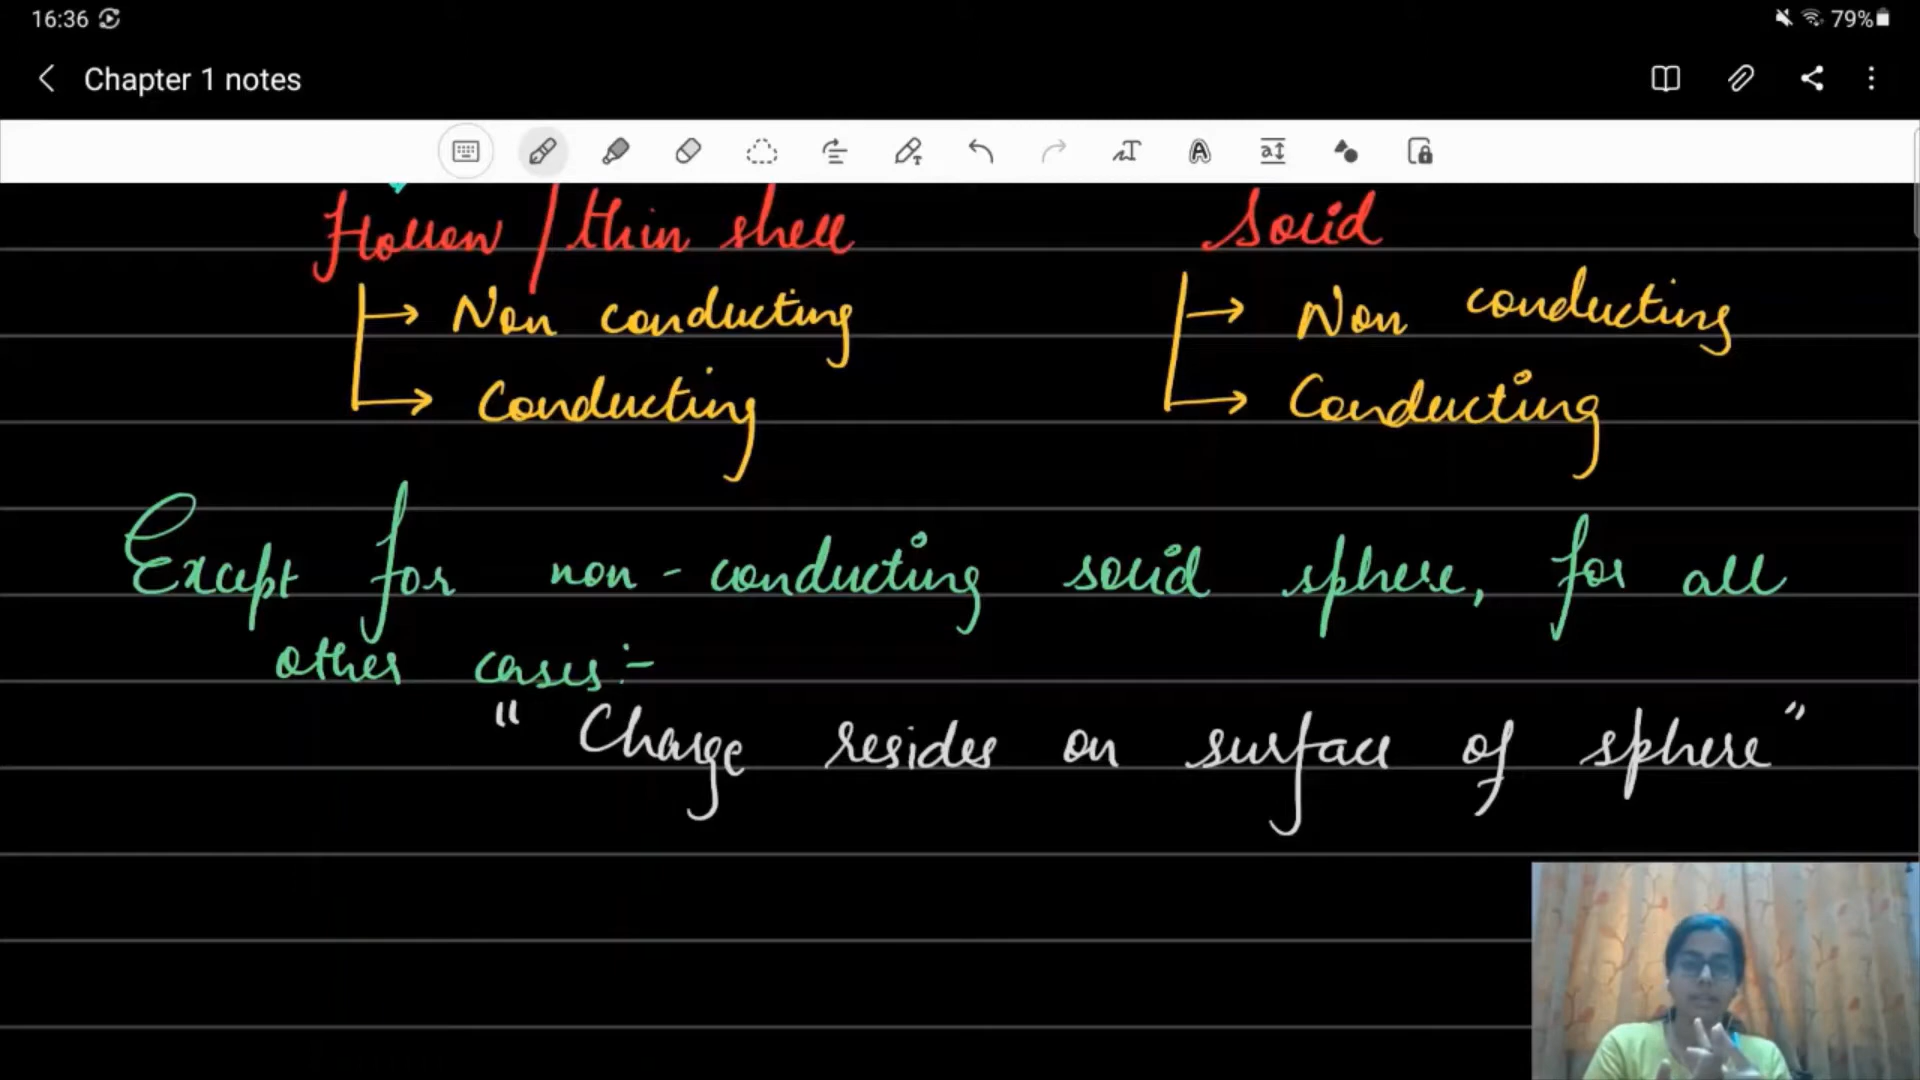 16:36
79%
Chapter 1 notes
Hollow / thin shell
Solid
Non conducting
Non conducting
Conducting
Conducting
Except for non-conducting solid sphere, for all
other cases:-
"Charge resides on surface of sphere"